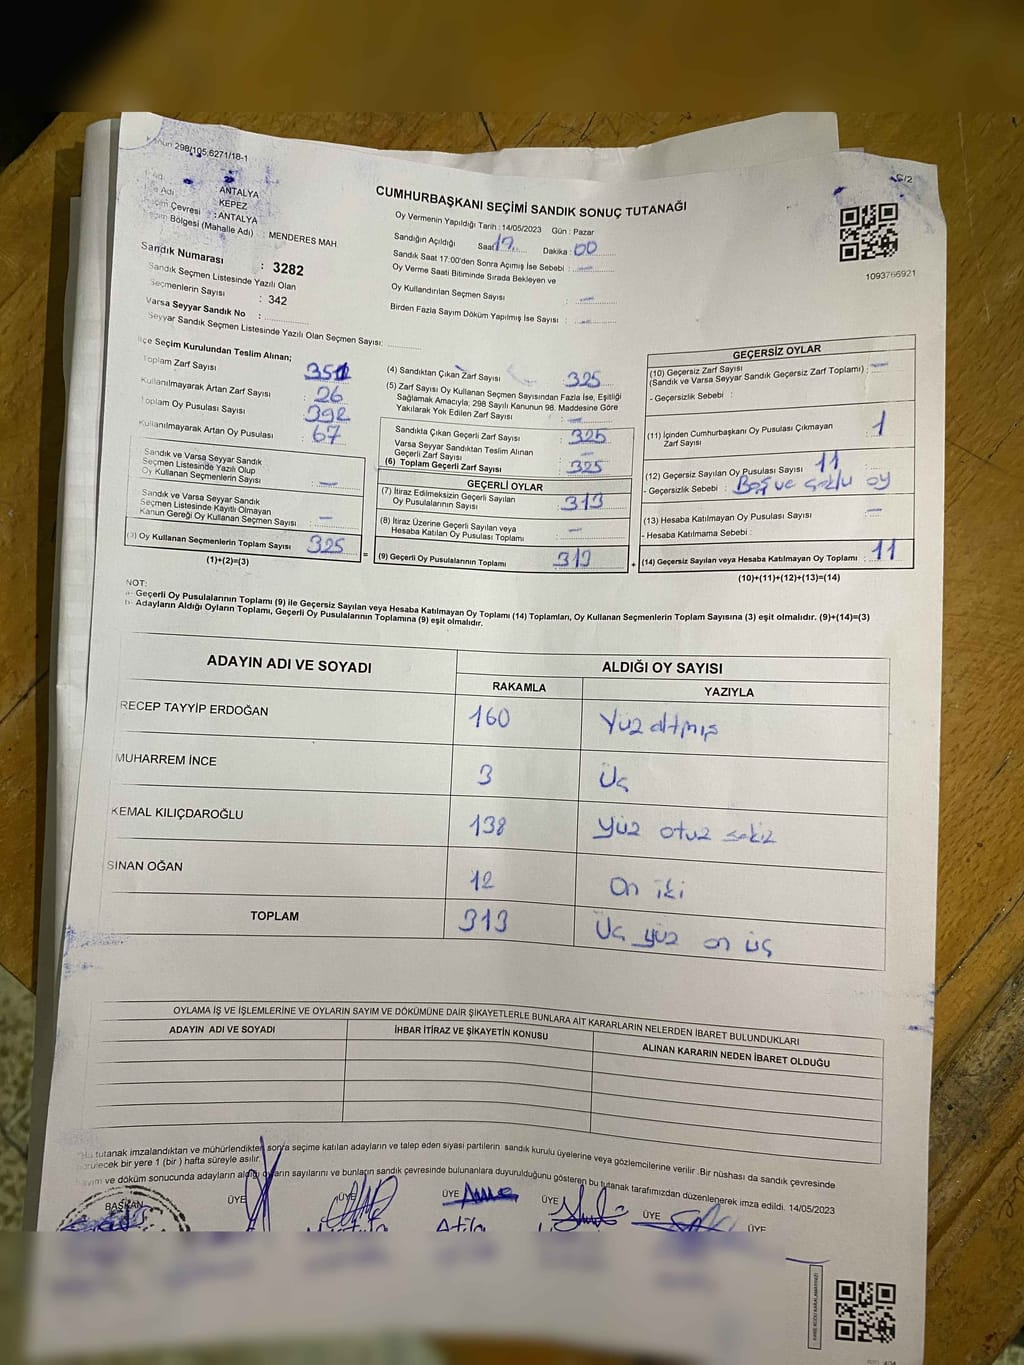 298/105,6271/18-1
Adı : ANTALYA
Adı : KEPEZ
Çevresi : ANTALYA
Bölgesi (Mahalle Adı) : MENDERES MAH
Sandık Numarası : 3282
Sandık Seçmen Listesinde Yazılı Olan
Seçmenlerin Sayısı : 342
Varsa Seyyar Sandık No :
Seyyar Sandık Seçmen Listesinde Yazılı Olan Seçmen Sayısı:
CUMHURBAŞKANI SEÇİMİ SANDIK SONUÇ TUTANAĞI
Oy Vermenin Yapıldığı Tarih : 14/05/2023 Gün : Pazar
Sandığın Açıldığı Saat 17 Dakika : 00
Sandık Saat 17:00'den Sonra Açımış İse Sebebi : —
Oy Verme Saati Bitiminde Sırada Bekleyen ve
Oy Kullandırılan Seçmen Sayısı : —
Birden Fazla Sayım Döküm Yapılmış İse Sayısı : —
1093766921
İlçe Seçim Kurulundan Teslim Alınan;
Toplam Zarf Sayısı
Kullanılmayarak Artan Zarf Sayısı : 26
Toplam Oy Pusulası Sayısı : 392
Kullanılmayarak Artan Oy Pusulası : 67
Sandık ve Varsa Seyyar Sandık
Seçmen Listesinde Yazılı Olup
Oy Kullanan Seçmenlerin Sayısı : —
Sandık ve Varsa Seyyar Sandık
Seçmen Listesinde Kayıtlı Olmayan
Kanun Gereği Oy Kullanan Seçmen Sayısı : —
(3) Oy Kullanan Seçmenlerin Toplam Sayısı 325
(1)+(2)=(3)
(4) Sandıktan Çıkan Zarf Sayısı : 325
(5) Zarf Sayısı Oy Kullanan Seçmen Sayısından Fazla İse, Eşitliği
Sağlamak Amacıyla; 298 Sayılı Kanunun 98. Maddesine Göre
Yakılarak Yok Edilen Zarf Sayısı : —
Sandıkta Çıkan Geçerli Zarf Sayısı : 325
Varsa Seyyar Sandıktan Teslim Alınan
Geçerli Zarf Sayısı : —
(6) Toplam Geçerli Zarf Sayısı : 325
GEÇERLİ OYLAR
(7) İtiraz Edilmeksizin Geçerli Sayılan
Oy Pusulalarının Sayısı : 313
(8) İtiraz Üzerine Geçerli Sayılan veya
Hesaba Katılan Oy Pusulası Toplamı : —
= (9) Geçerli Oy Pusulalarının Toplamı 313 +
GEÇERSİZ OYLAR
(10) Geçersiz Zarf Sayısı
(Sandık ve Varsa Seyyar Sandık Geçersiz Zarf Toplamı) : —
- Geçersizlik Sebebi :
(11) İçinden Cumhurbaşkanı Oy Pusulası Çıkmayan
Zarf Sayısı : 1
(12) Geçersiz Sayılan Oy Pusulası Sayısı 11
- Geçersizlik Sebebi : Boş ve oy
(13) Hesaba Katılmayan Oy Pusulası Sayısı : —
- Hesaba Katılmama Sebebi :
(14) Geçersiz Sayılan veya Hesaba Katılmayan Oy Toplamı : 11
(10)+(11)+(12)+(13)=(14)
NOT:
a- Geçerli Oy Pusulalarının Toplamı (9) ile Geçersiz Sayılan veya Hesaba Katılmayan Oy Toplamı (14) Toplamları, Oy Kullanan Seçmenlerin Toplam Sayısına (3) eşit olmalıdır. (9)+(14)=(3)
b- Adayların Aldığı Oyların Toplamı, Geçerli Oy Pusulalarının Toplamına (9) eşit olmalıdır.
ADAYIN ADI VE SOYADI ALDIĞI OY SAYISI
RAKAMLA YAZIYLA
RECEP TAYYİP ERDOĞAN 160 Yüz altmış
MUHARREM İNCE 3 Üç
KEMAL KILIÇDAROĞLU 138 Yüz otuz sekiz
SİNAN OĞAN 12 On iki
TOPLAM 313 Üç yüz on üç
OYLAMA İŞ VE İŞLEMLERİNE VE OYLARIN SAYIM VE DÖKÜMÜNE DAİR ŞİKAYETLERLE BUNLARA AİT KARARLARIN NELERDEN İBARET BULUNDUKLARI
ADAYIN ADI VE SOYADI İHBAR İTİRAZ VE ŞİKAYETİN KONUSU ALINAN KARARIN NEDEN İBARET OLDUĞU
Bu tutanak imzalandıktan ve mühürlendikten sonra seçime katılan adayların ve talep eden siyasi partilerin sandık kurulu üyelerine veya gözlemcilerine verilir. Bir nüshası da sandık çevresinde
görülecek bir yere 1 (bir) hafta süreyle asılır.
Sayım ve döküm sonucunda adayların aldığı oyların sayılarını ve bunların sandık çevresinde bulunanlara duyurulduğunu gösteren bu tutanak tarafımızdan düzenlenerek imza edildi. 14/05/2023
BAŞKAN ÜYE ÜYE ÜYE ÜYE ÜYE ÜYE